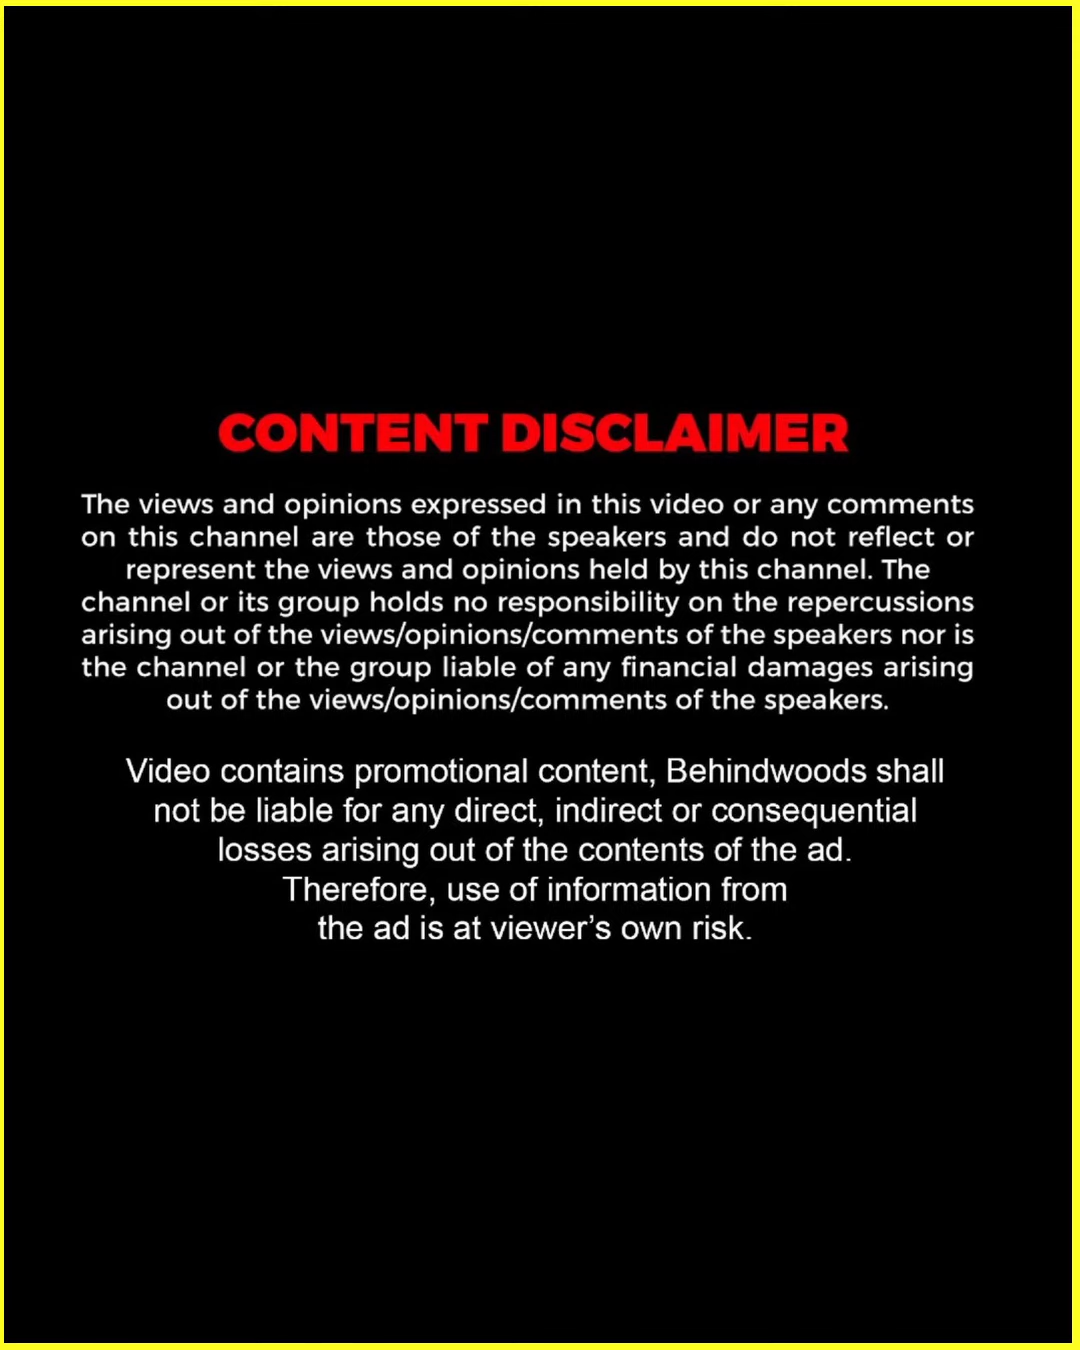 CONTENT DISCLAIMER
The views and opinions expressed in this video or any comments
on this channel are those of the speakers and do not reflect or
represent the views and opinions held by this channel. The
channel or its group holds no responsibility on the repercussions
arising out of the views/opinions/comments of the speakers nor is
the channel or the group liable of any financial damages arising
out of the views/opinions/comments of the speakers.
Video contains promotional content, Behindwoods shall
not be liable for any direct, indirect or consequential
losses arising out of the contents of the ad.
Therefore, use of information from
the ad is at viewer’s own risk.